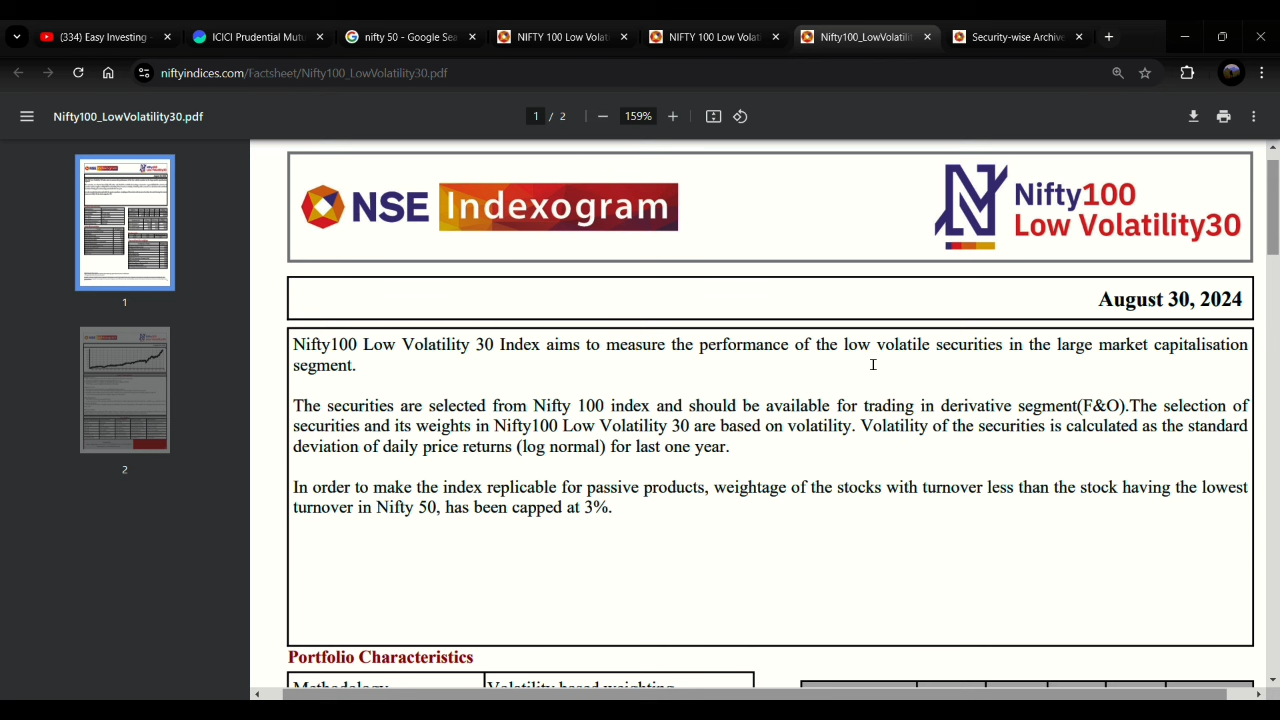 (334) Easy Investing
ICICI Prudential Mutu
nifty 50 - Google Sea
NIFTY 100 Low Volat
NIFTY 100 Low Volat
Nifty100_LowVolatilit
Security-wise Archive
niftyindices.com/Factsheet/Nifty100_LowVolatility30.pdf
Nifty100_LowVolatility30.pdf
1 / 2
159%
NSE Indexogram
Nifty100
Low Volatility30
August 30, 2024
Nifty100 Low Volatility 30 Index aims to measure the performance of the low volatile securities in the large market capitalisation
segment.
The securities are selected from Nifty 100 index and should be available for trading in derivative segment(F&O).The selection of
securities and its weights in Nifty100 Low Volatility 30 are based on volatility. Volatility of the securities is calculated as the standard
deviation of daily price returns (log normal) for last one year.
In order to make the index replicable for passive products, weightage of the stocks with turnover less than the stock having the lowest
turnover in Nifty 50, has been capped at 3%.
Portfolio Characteristics
Methodology Volatility based weighting
1
2